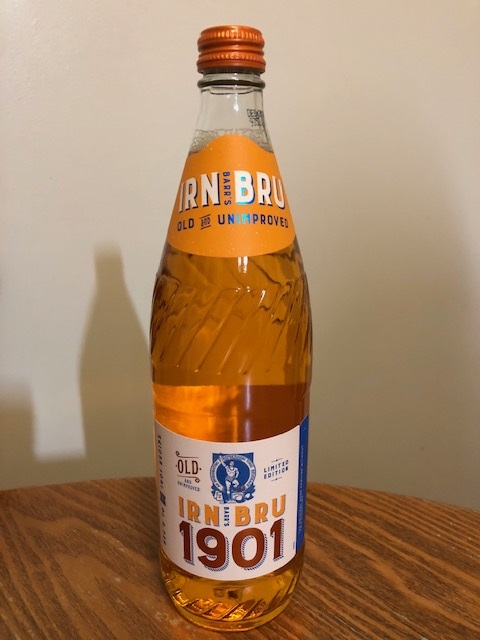 IRN BARR'S BRU
OLD AND UNIMPROVED
OLD
AND
UNIMPROVED
LIMITED
EDITION
IRN BARR'S BRU
1901